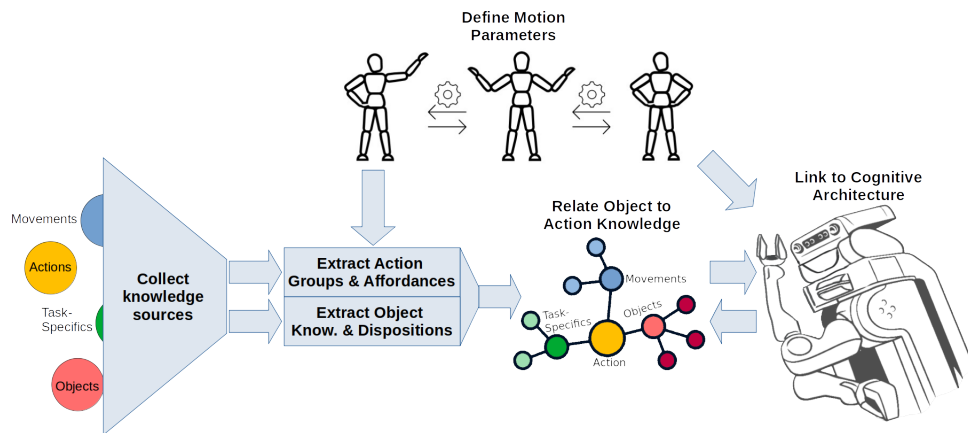 Define Motion
Parameters
Link to Cognitive
Architecture
Relate Object to
Action Knowledge
Movements
Actions
Task-
Specifics
Objects
Collect
knowledge
sources
Extract Action
Groups & Affordances
Extract Object
Know. & Dispositions
Movements
Task-
Specifics
Objects
Action